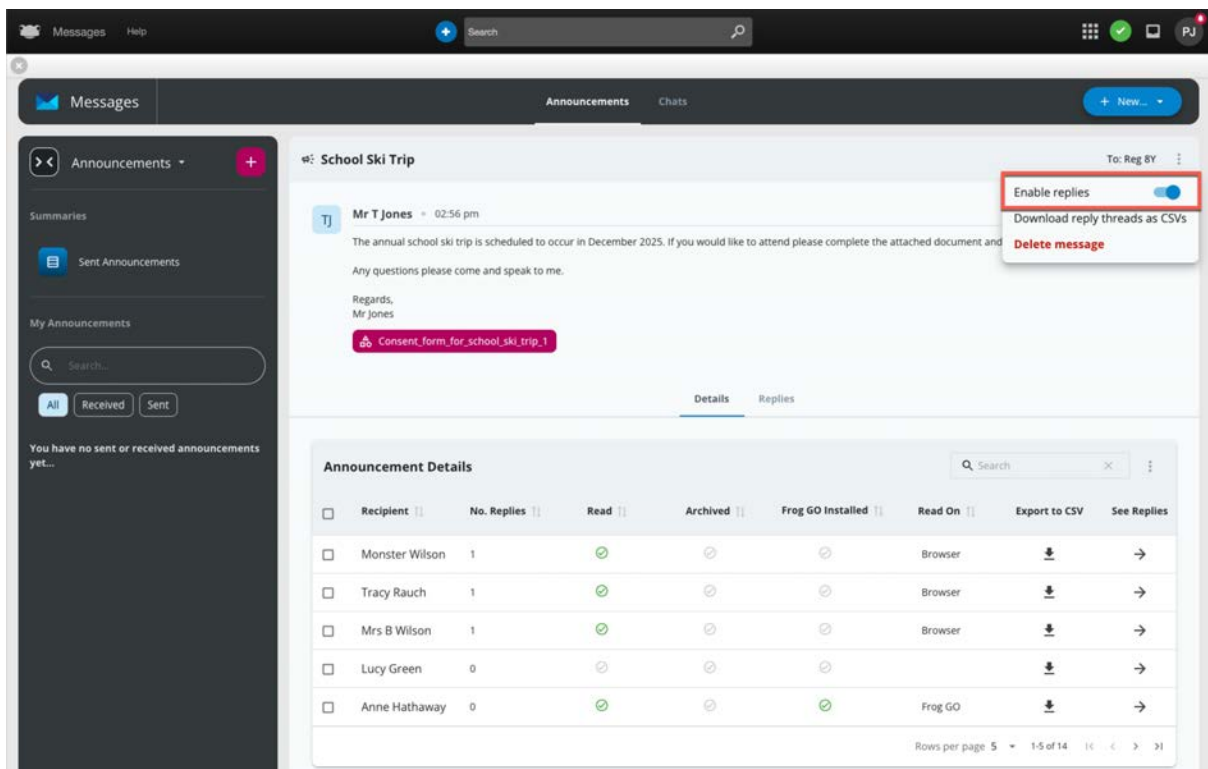 Messages Help Search PJ
Messages Announcements Chats + New...
Announcements
School Ski Trip To: Reg 8Y
Enable replies
Download reply threads as CSVs
Delete message
Summaries
Sent Announcements
TJ Mr T Jones 02:56 pm
The annual school ski trip is scheduled to occur in December 2025. If you would like to attend please complete the attached document and
Any questions please come and speak to me.
Regards,
Mr Jones
Consent_form_for_school_ski_trip_1
My Announcements
Search...
All Received Sent
You have no sent or received announcements
yet...
Details Replies
Announcement Details Search
Recipient No. Replies Read Archived Frog GO Installed Read On Export to CSV See Replies
Monster Wilson 1 Browser
Tracy Rauch 1 Browser
Mrs B Wilson 1 Browser
Lucy Green 0
Anne Hathaway 0 Frog GO
Rows per page 5 1-5 of 14